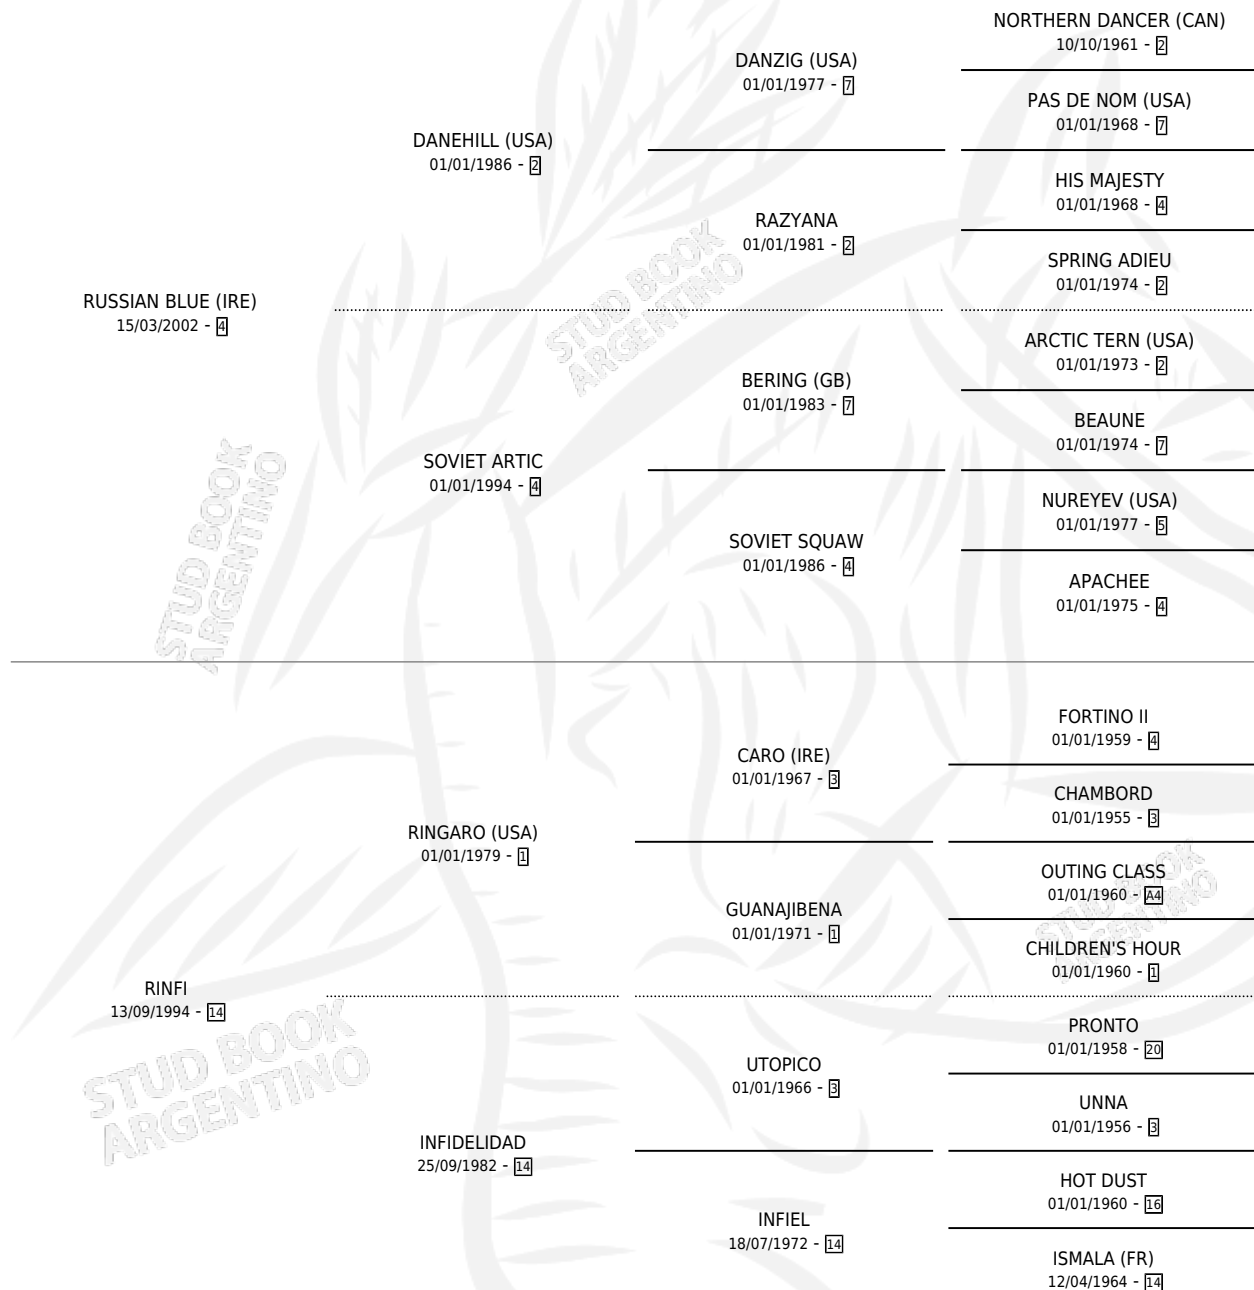 NORTHERN DANCER (CAN)
10/10/1961 - 2
DANZIG (USA)
01/01/1977 - 7
PAS DE NOM (USA)
01/01/1968 - 7
DANEHILL (USA)
01/01/1986 - 2
HIS MAJESTY
01/01/1968 - 4
RAZYANA
01/01/1981 - 2
SPRING ADIEU
01/01/1974 - 2
RUSSIAN BLUE (IRE)
15/03/2002 - 4
ARCTIC TERN (USA)
01/01/1973 - 2
BERING (GB)
01/01/1983 - 7
BEAUNE
01/01/1974 - 7
SOVIET ARTIC
01/01/1994 - 4
NUREYEV (USA)
01/01/1977 - 5
SOVIET SQUAW
01/01/1986 - 4
APACHEE
01/01/1975 - 4
FORTINO II
01/01/1959 - 4
CARO (IRE)
01/01/1967 - 3
CHAMBORD
01/01/1955 - 3
RINGARO (USA)
01/01/1979 - 1
OUTING CLASS
01/01/1960 - A4
GUANAJIBENA
01/01/1971 - 1
CHILDREN'S HOUR
01/01/1960 - 1
RINFI
13/09/1994 - 14
PRONTO
01/01/1958 - 20
UTOPICO
01/01/1966 - 3
UNNA
01/01/1956 - 3
INFIDELIDAD
25/09/1982 - 14
HOT DUST
01/01/1960 - 16
INFIEL
18/07/1972 - 14
ISMALA (FR)
12/04/1964 - 14
STUD BOOK
ARGENTINO
STUD BOOK
ARGENTINO
STUD BOOK
ARGENTINO
STUD BOOK
ARGENTINO